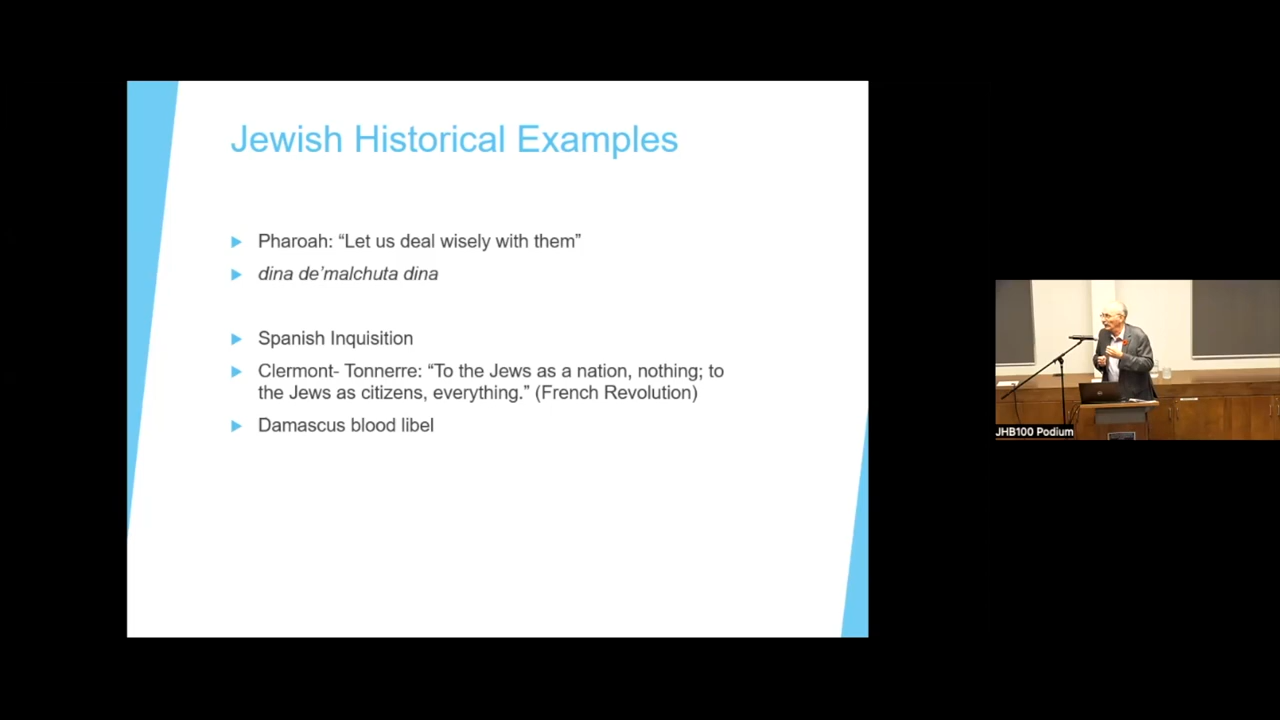 Jewish Historical Examples
Pharoah: “Let us deal wisely with them”
dina de’malchuta dina
Spanish Inquisition
Clermont- Tonnerre: “To the Jews as a nation, nothing; to
the Jews as citizens, everything.” (French Revolution)
Damascus blood libel
JHB100 Podium